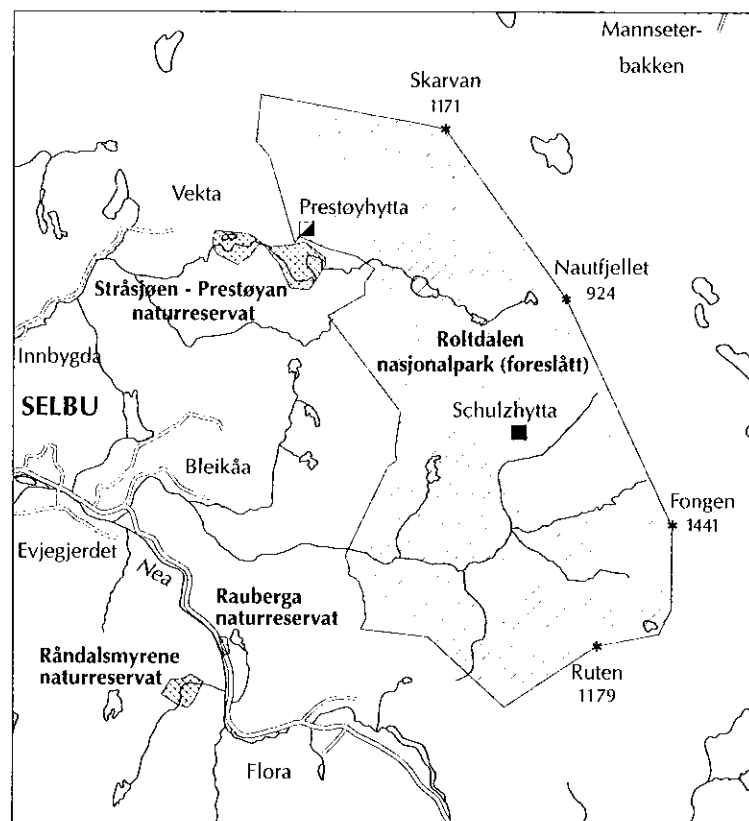 Mannseter-
bakken
Skarvan
1171
Vekta
Prestøyhytta
Nautfjellet
924
Stråsjøen - Prestøyan
naturreservat
Roltdalen
nasjonalpark (foreslått)
Innbygda
SELBU
Schulzhytta
Bleikåa
Fongen
1441
Evjegjerdet
Nea
Rauberga
naturreservat
Råndalsmyrene
naturreservat
Ruten
1179
Flora